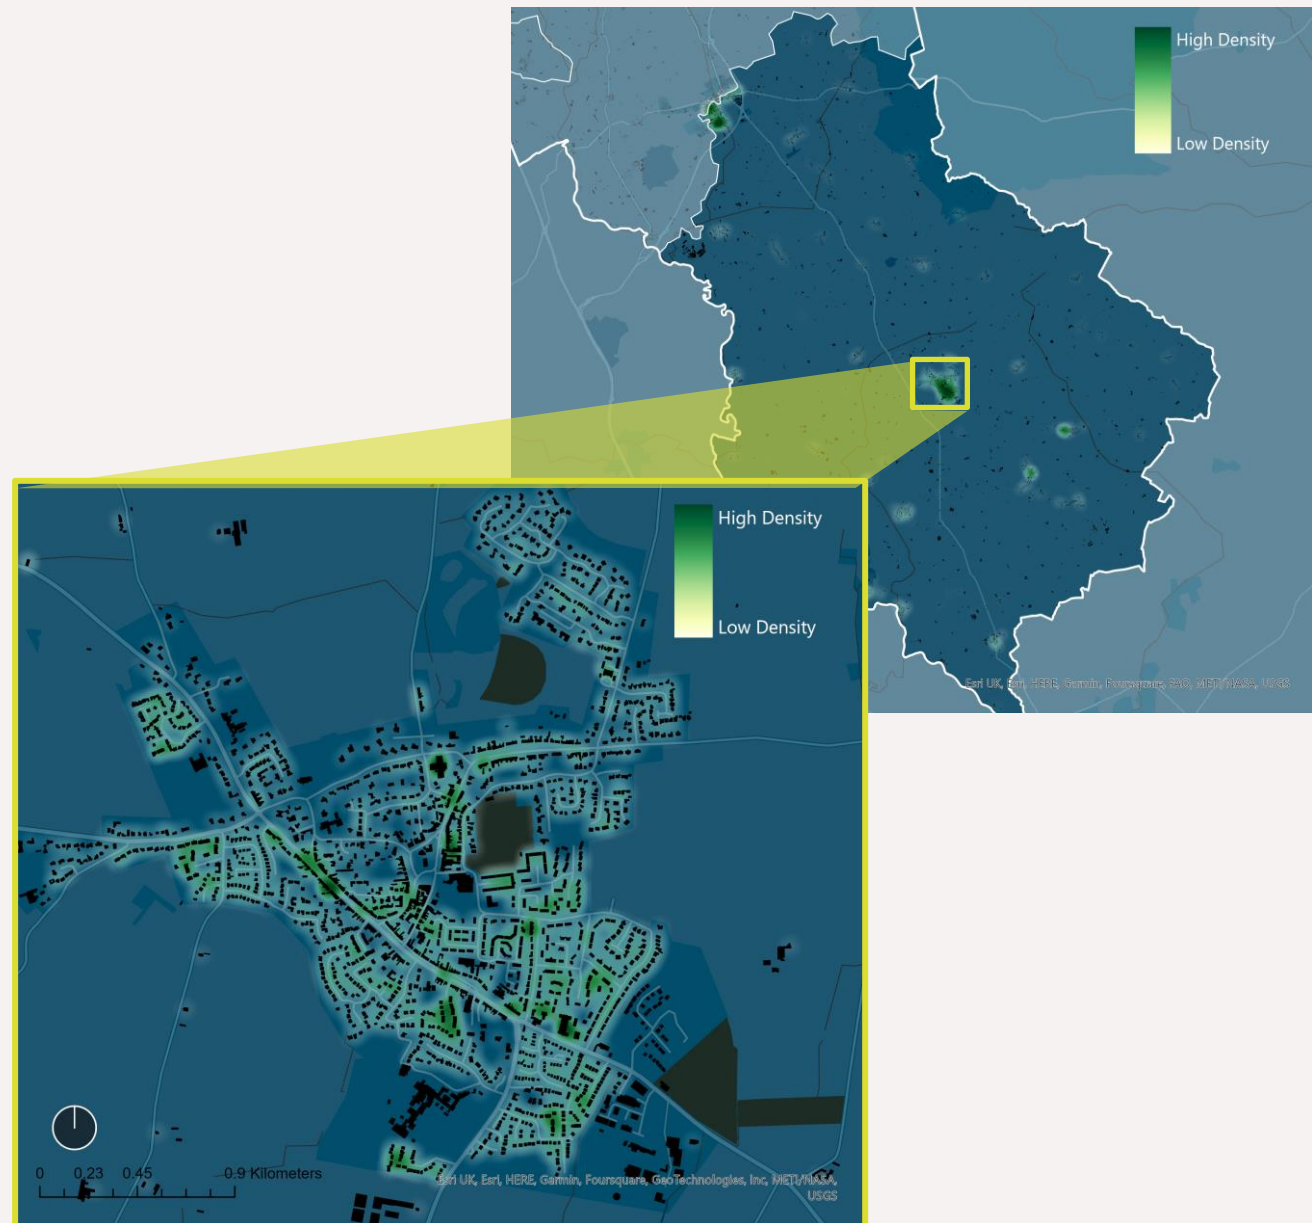 High Density
Low Density
Esri UK, Esri, HERE, Garmin, Foursquare, FAO, METI/NASA, USGS
High Density
Low Density
0 0.23 0.45 0.9 Kilometers
Esri UK, Esri, HERE, Garmin, Foursquare, GeoTechnologies, Inc, METI/NASA,
USGS